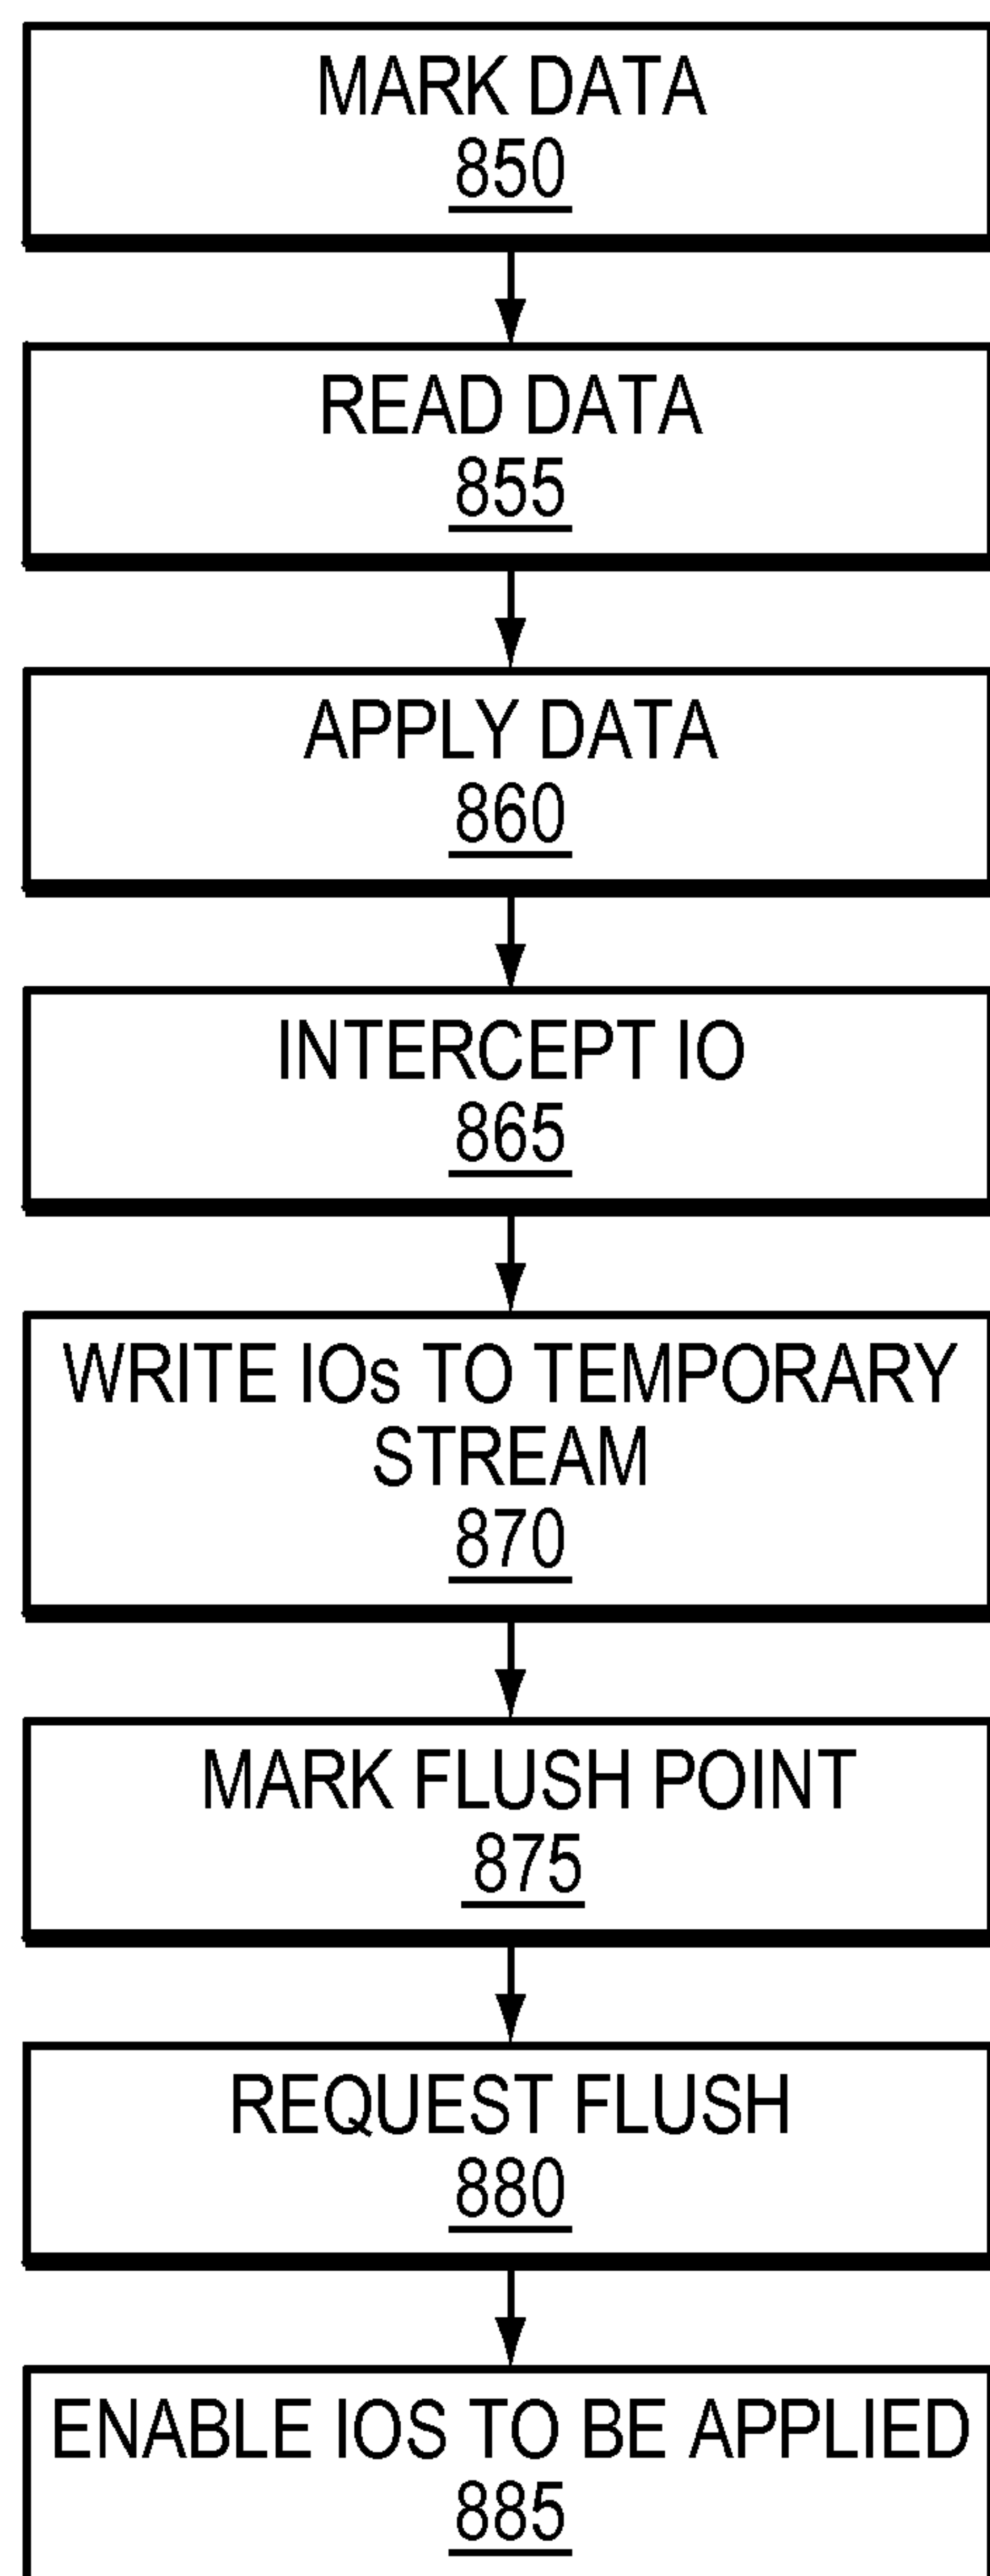 MARK DATA
850
READ DATA
855
APPLY DATA
860
INTERCEPT IO
865
WRITE IOs TO TEMPORARY
STREAM
870
MARK FLUSH POINT
875
REQUEST FLUSH
880
ENABLE IOS TO BE APPLIED
885